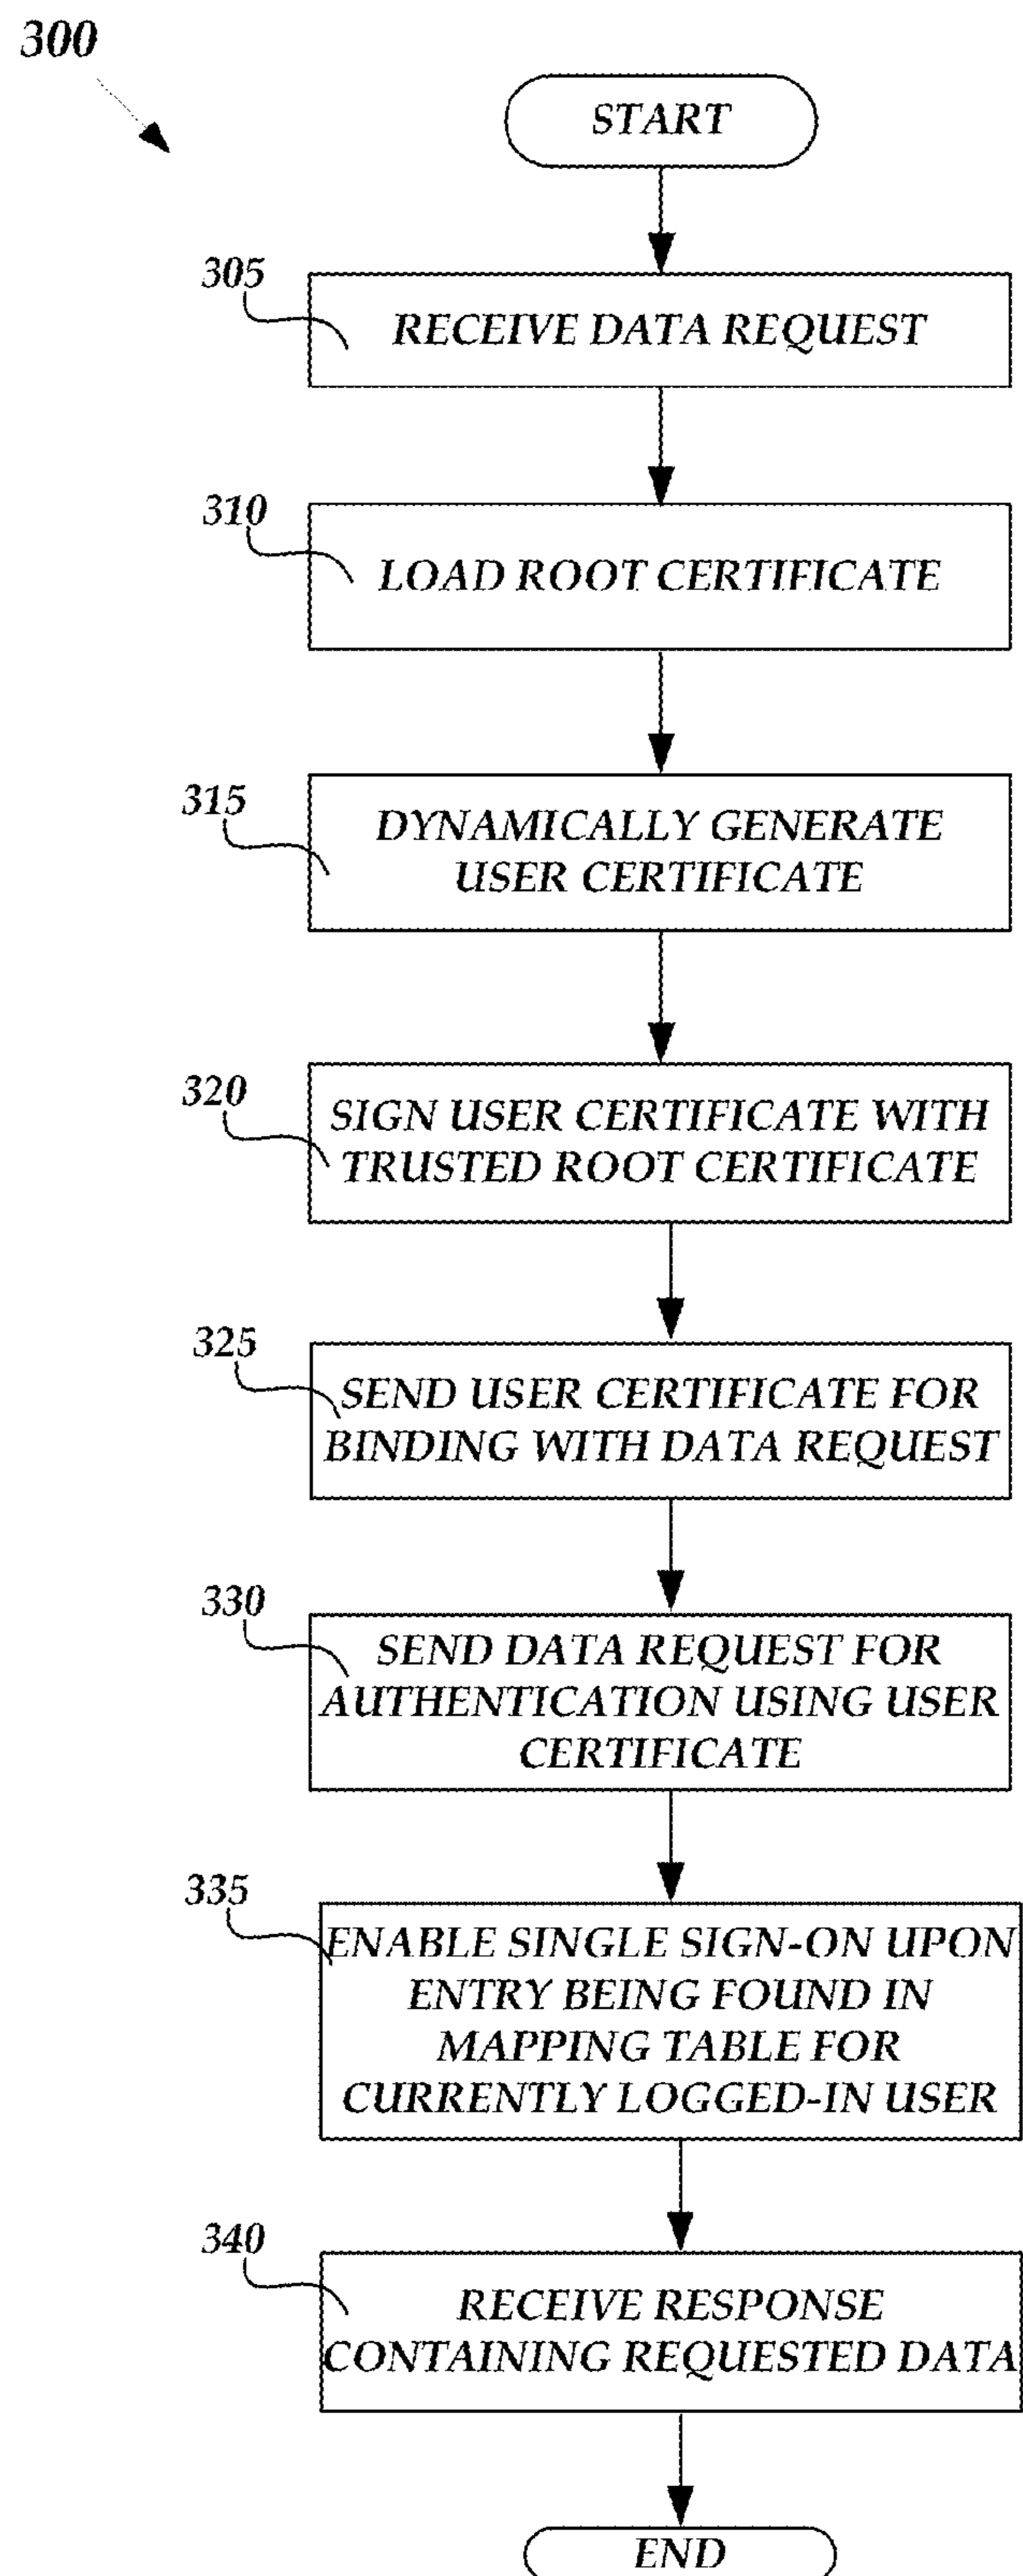 300
START
305
RECEIVE DATA REQUEST
310
LOAD ROOT CERTIFICATE
315
DYNAMICALLY GENERATE
USER CERTIFICATE
320
SIGN USER CERTIFICATE WITH
TRUSTED ROOT CERTIFICATE
325
SEND USER CERTIFICATE FOR
BINDING WITH DATA REQUEST
330
SEND DATA REQUEST FOR
AUTHENTICATION USING USER
CERTIFICATE
335
ENABLE SINGLE SIGN-ON UPON
ENTRY BEING FOUND IN
MAPPING TABLE FOR
CURRENTLY LOGGED-IN USER
340
RECEIVE RESPONSE
CONTAINING REQUESTED DATA
END